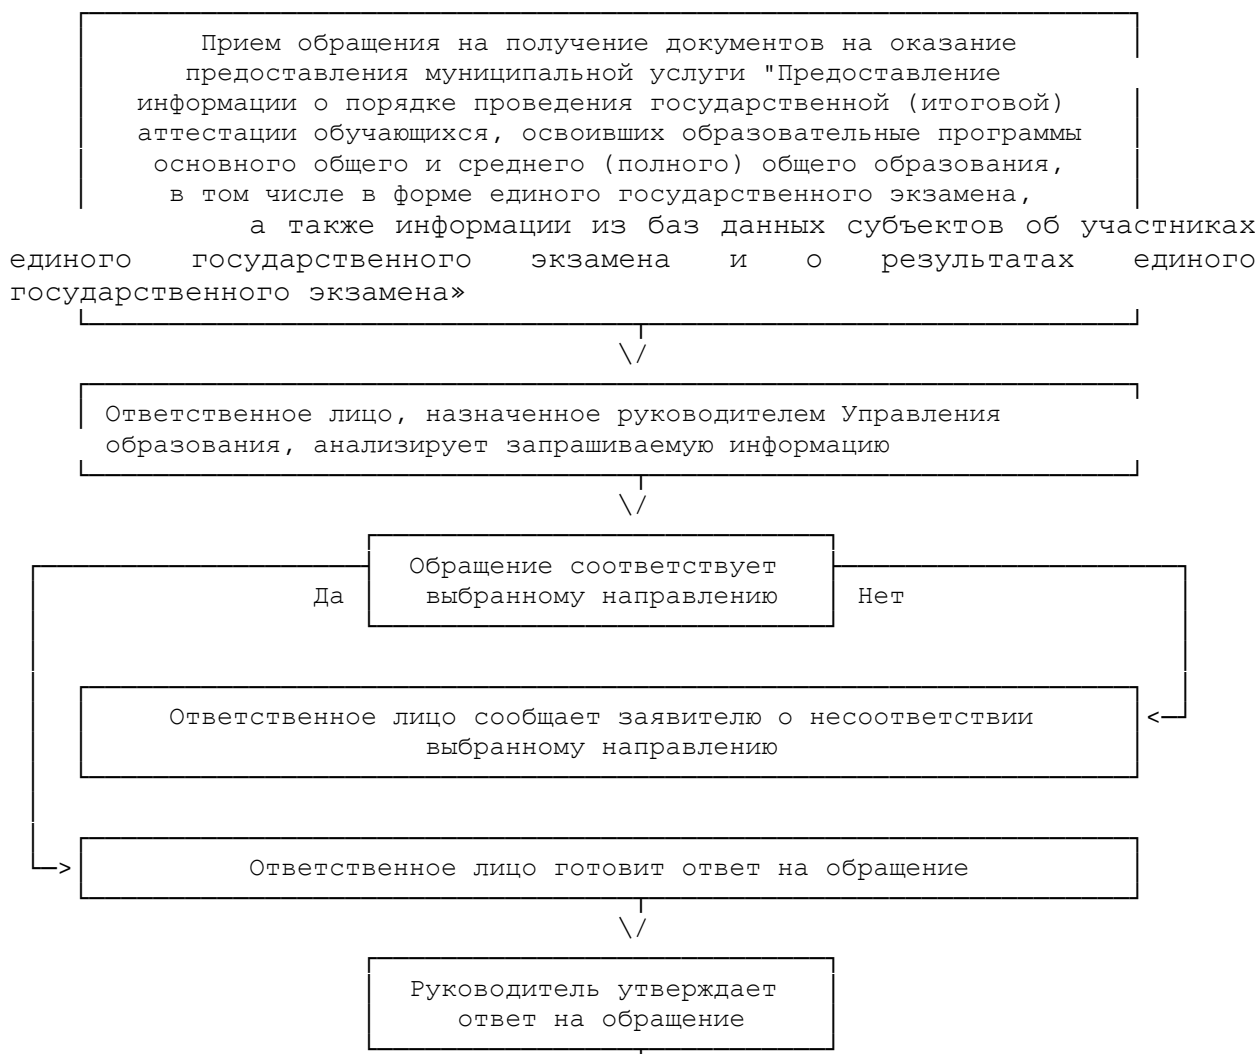 Прием обращения на получение документов на оказание
предоставления муниципальной услуги "Предоставление
информации о порядке проведения государственной (итоговой)
аттестации обучающихся, освоивших образовательные программы
основного общего и среднего (полного) общего образования,
в том числе в форме единого государственного экзамена,
а также информации из баз данных субъектов об участниках
единого государственного экзамена и о результатах единого
государственного экзамена»
\/
Ответственное лицо, назначенное руководителем Управления
образования, анализирует запрашиваемую информацию
\/
Обращение соответствует
Да выбранному направлению Нет
Ответственное лицо сообщает заявителю о несоответствии <
выбранному направлению
> Ответственное лицо готовит ответ на обращение
\/
Руководитель утверждает
ответ на обращение